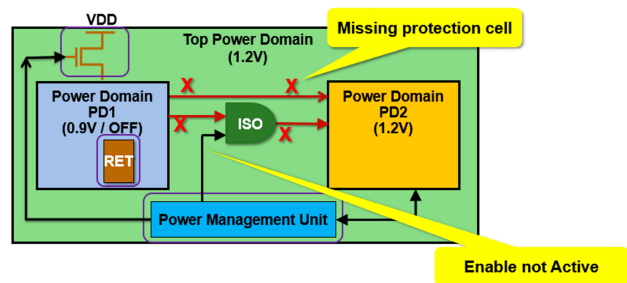 VDD
Missing protection cell
Top Power Domain
(1.2V)
X
X
Power Domain
PD1
(0.9V / OFF)
X
ISO
X
Power Domain
PD2
(1.2V)
RET
Power Management Unit
Enable not Active